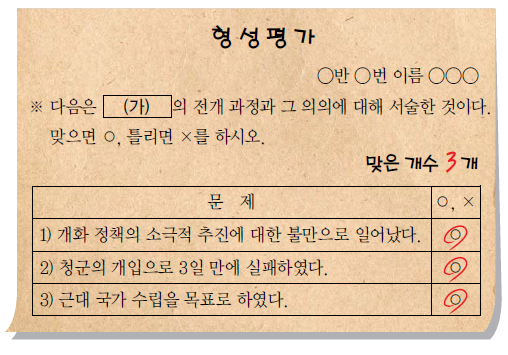 형성평가
○반 ○번 이름 ○○○
※ 다음은 (가) 의 전개 과정과 그 의의에 대해 서술한 것이다.
맞으면 ○, 틀리면 ×를 하시오.
맞은 개수 3 개
문 제 ○, ×
1) 개화 정책의 소극적 추진에 대한 불만으로 일어났다. ○
2) 청군의 개입으로 3일 만에 실패하였다. ○
3) 근대 국가 수립을 목표로 하였다. ○